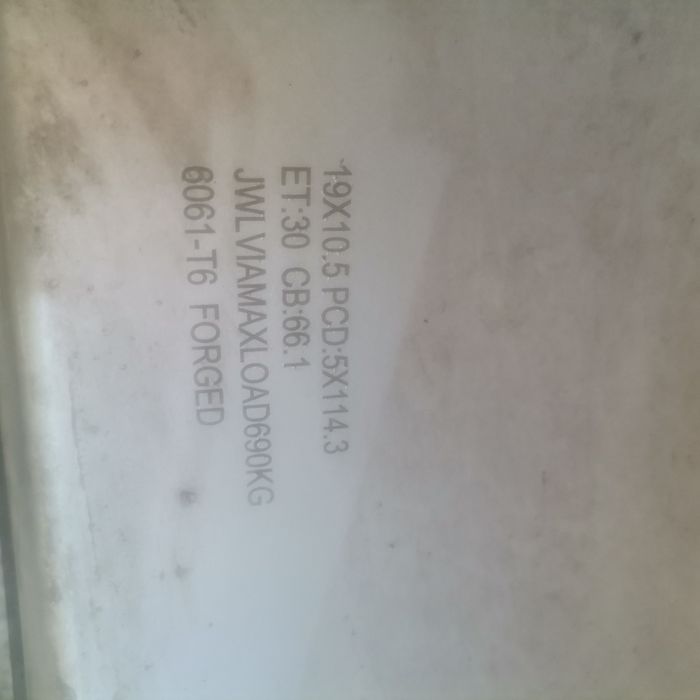 19X10.5 PCD:5X114.3
ET:30 CB:66.1
JWLVIAMAXLOAD690KG
6061-T6 FORGED